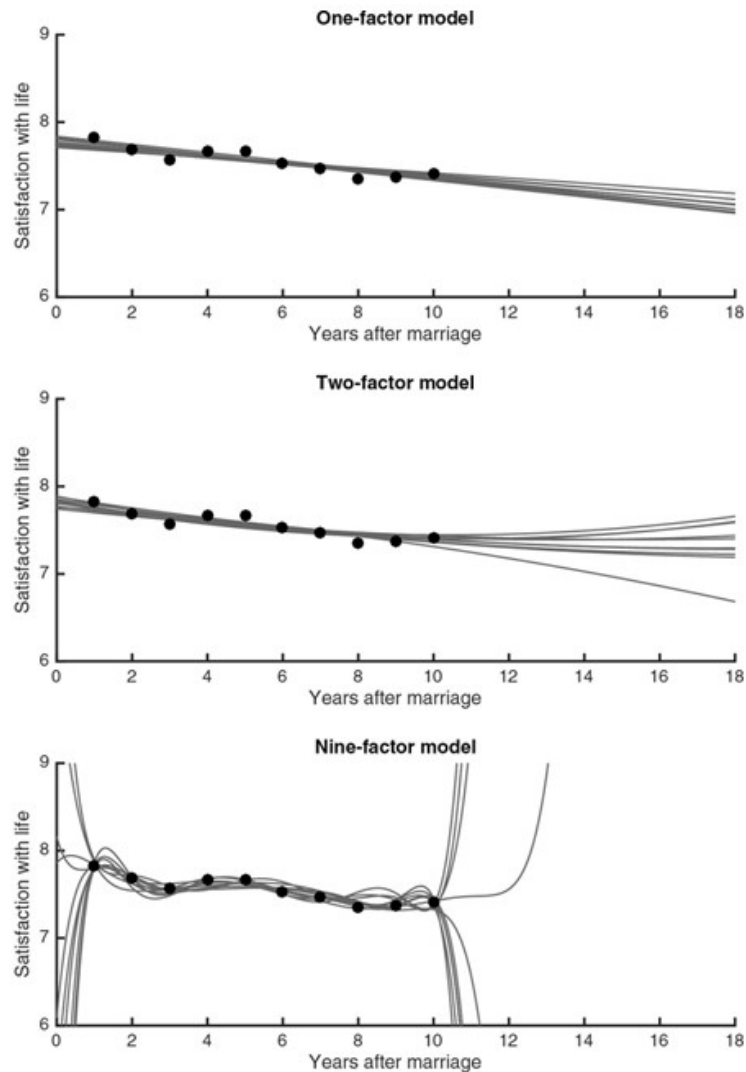 One-factor model
9
8
7
6
Satisfaction with life
0 2 4 6 8 10 12 14 16 18
Years after marriage
Two-factor model
9
8
7
6
Satisfaction with life
0 2 4 6 8 10 12 14 16 18
Years after marriage
Nine-factor model
9
8
7
6
Satisfaction with life
0 2 4 6 8 10 12 14 16 18
Years after marriage